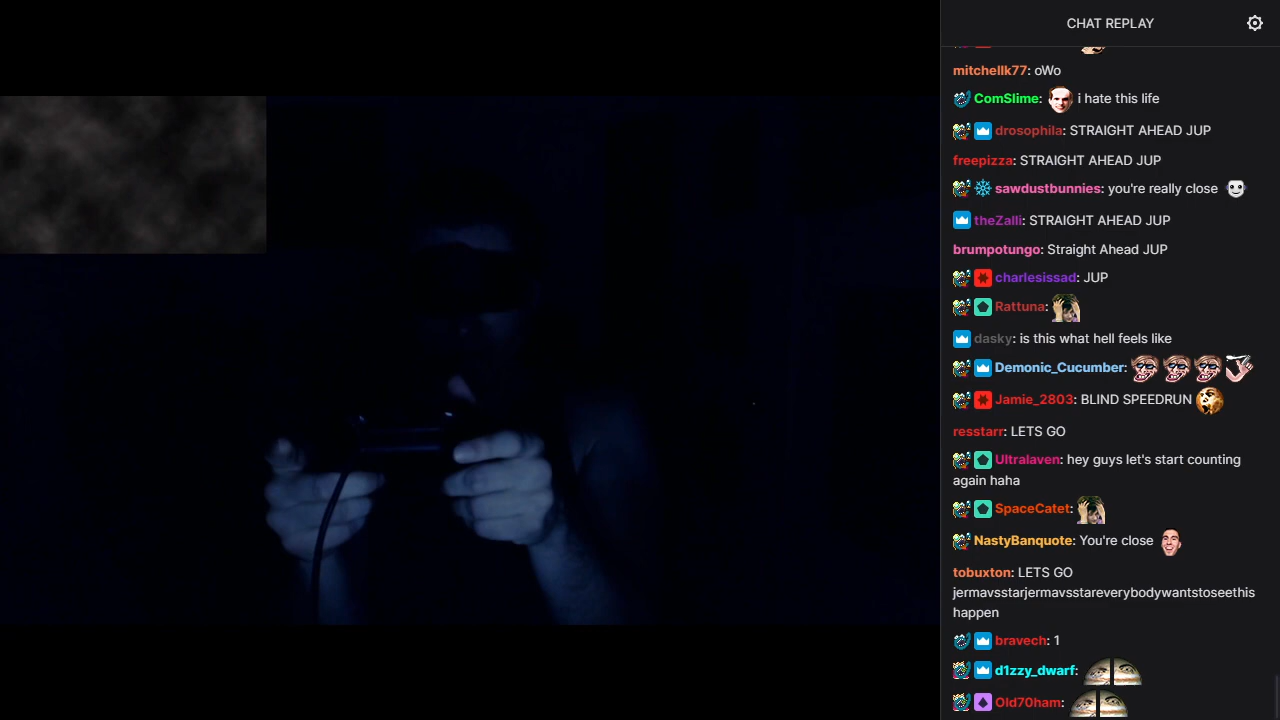 CHAT REPLAY
mitchellk77: oWo
ComSlime: i hate this life
drosophila: STRAIGHT AHEAD JUP
freepizza: STRAIGHT AHEAD JUP
sawdustbunnies: you're really close
theZalli: STRAIGHT AHEAD JUP
brumpotungo: Straight Ahead JUP
charlesissad: JUP
Rattuna:
dasky: is this what hell feels like
Demonic_Cucumber:
Jamie_2803: BLIND SPEEDRUN
resstarr: LETS GO
Ultralaven: hey guys let's start counting
again haha
SpaceCatet:
NastyBanquote: You're close
tobuxton: LETS GO
jermavsstarjermavsstareverybodywantstoseethis
happen
bravech: 1
d1zzy_dwarf:
Old70ham: